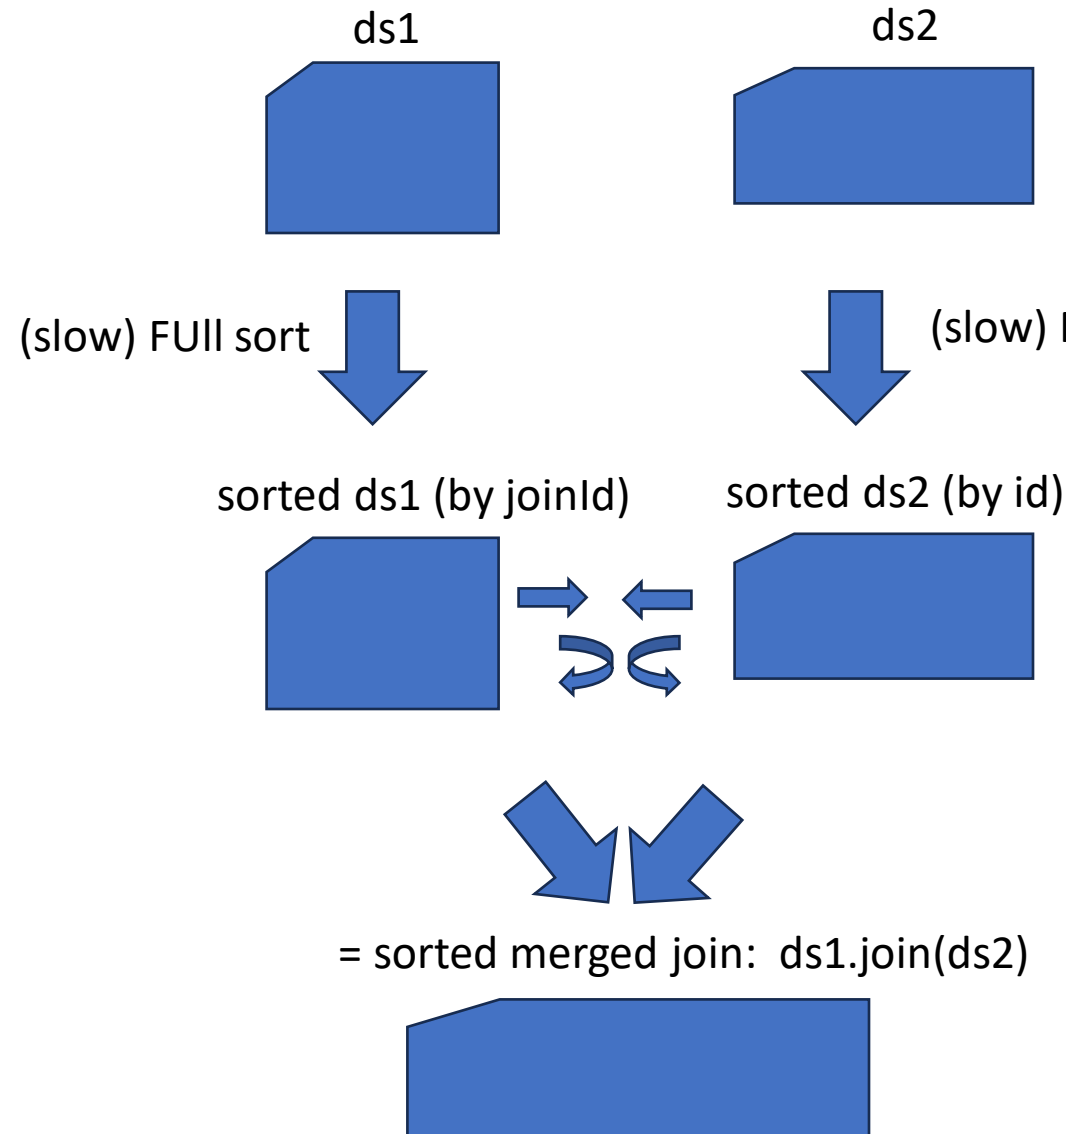 ds1
ds2
(slow) FUll sort
(slow)
sorted ds1 (by joinId)
sorted ds2 (by id)
= sorted merged join: ds1.join(ds2)